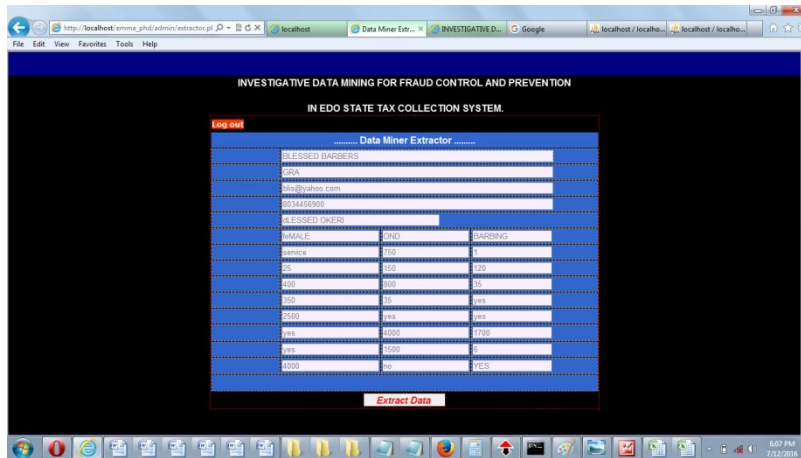 http://localhost/emma_phd/admin/extractor.pl
localhost
Data Miner Extr...
INVESTIGATIVE D...
Google
localhost / localho...
localhost / localho...
File Edit View Favorites Tools Help
INVESTIGATIVE DATA MINING FOR FRAUD CONTROL AND PREVENTION
IN EDO STATE TAX COLLECTION SYSTEM.
Log out
.......... Data Miner Extractor .........
BLESSED BARBERS
GRA
blis@yahoo.com
8034456900
dLESSED OKERI
feMALE OND BARBING
service 750 1
25 150 120
400 800 35
350 35 yes
2500 yes yes
yes 4000 1700
yes 1500 6
4000 no YES
Extract Data
6:07 PM
7/12/2016